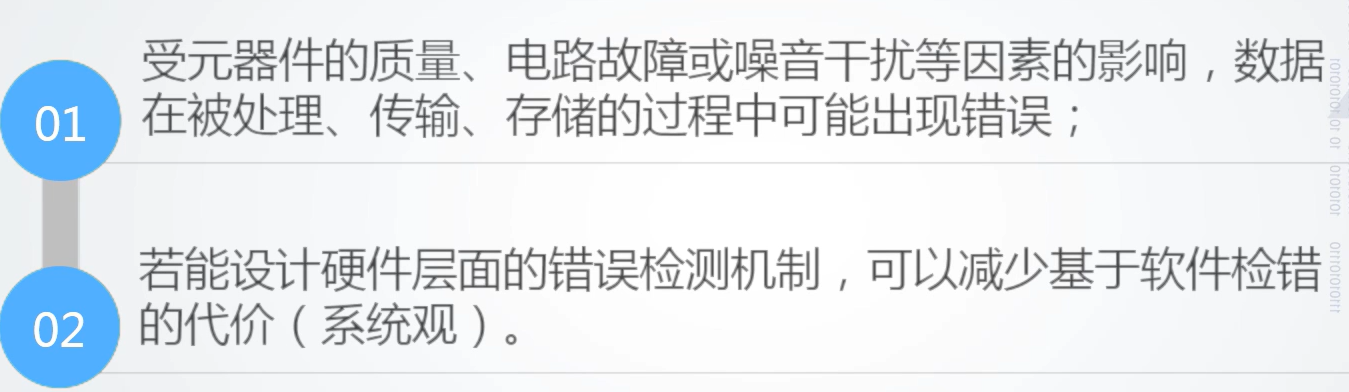 01
受元器件的质量、电路故障或噪音干扰等因素的影响，数据
在被处理、传输、存储的过程中可能出现错误；
02
若能设计硬件层面的错误检测机制，可以减少基于软件检错
的代价（系统观）。